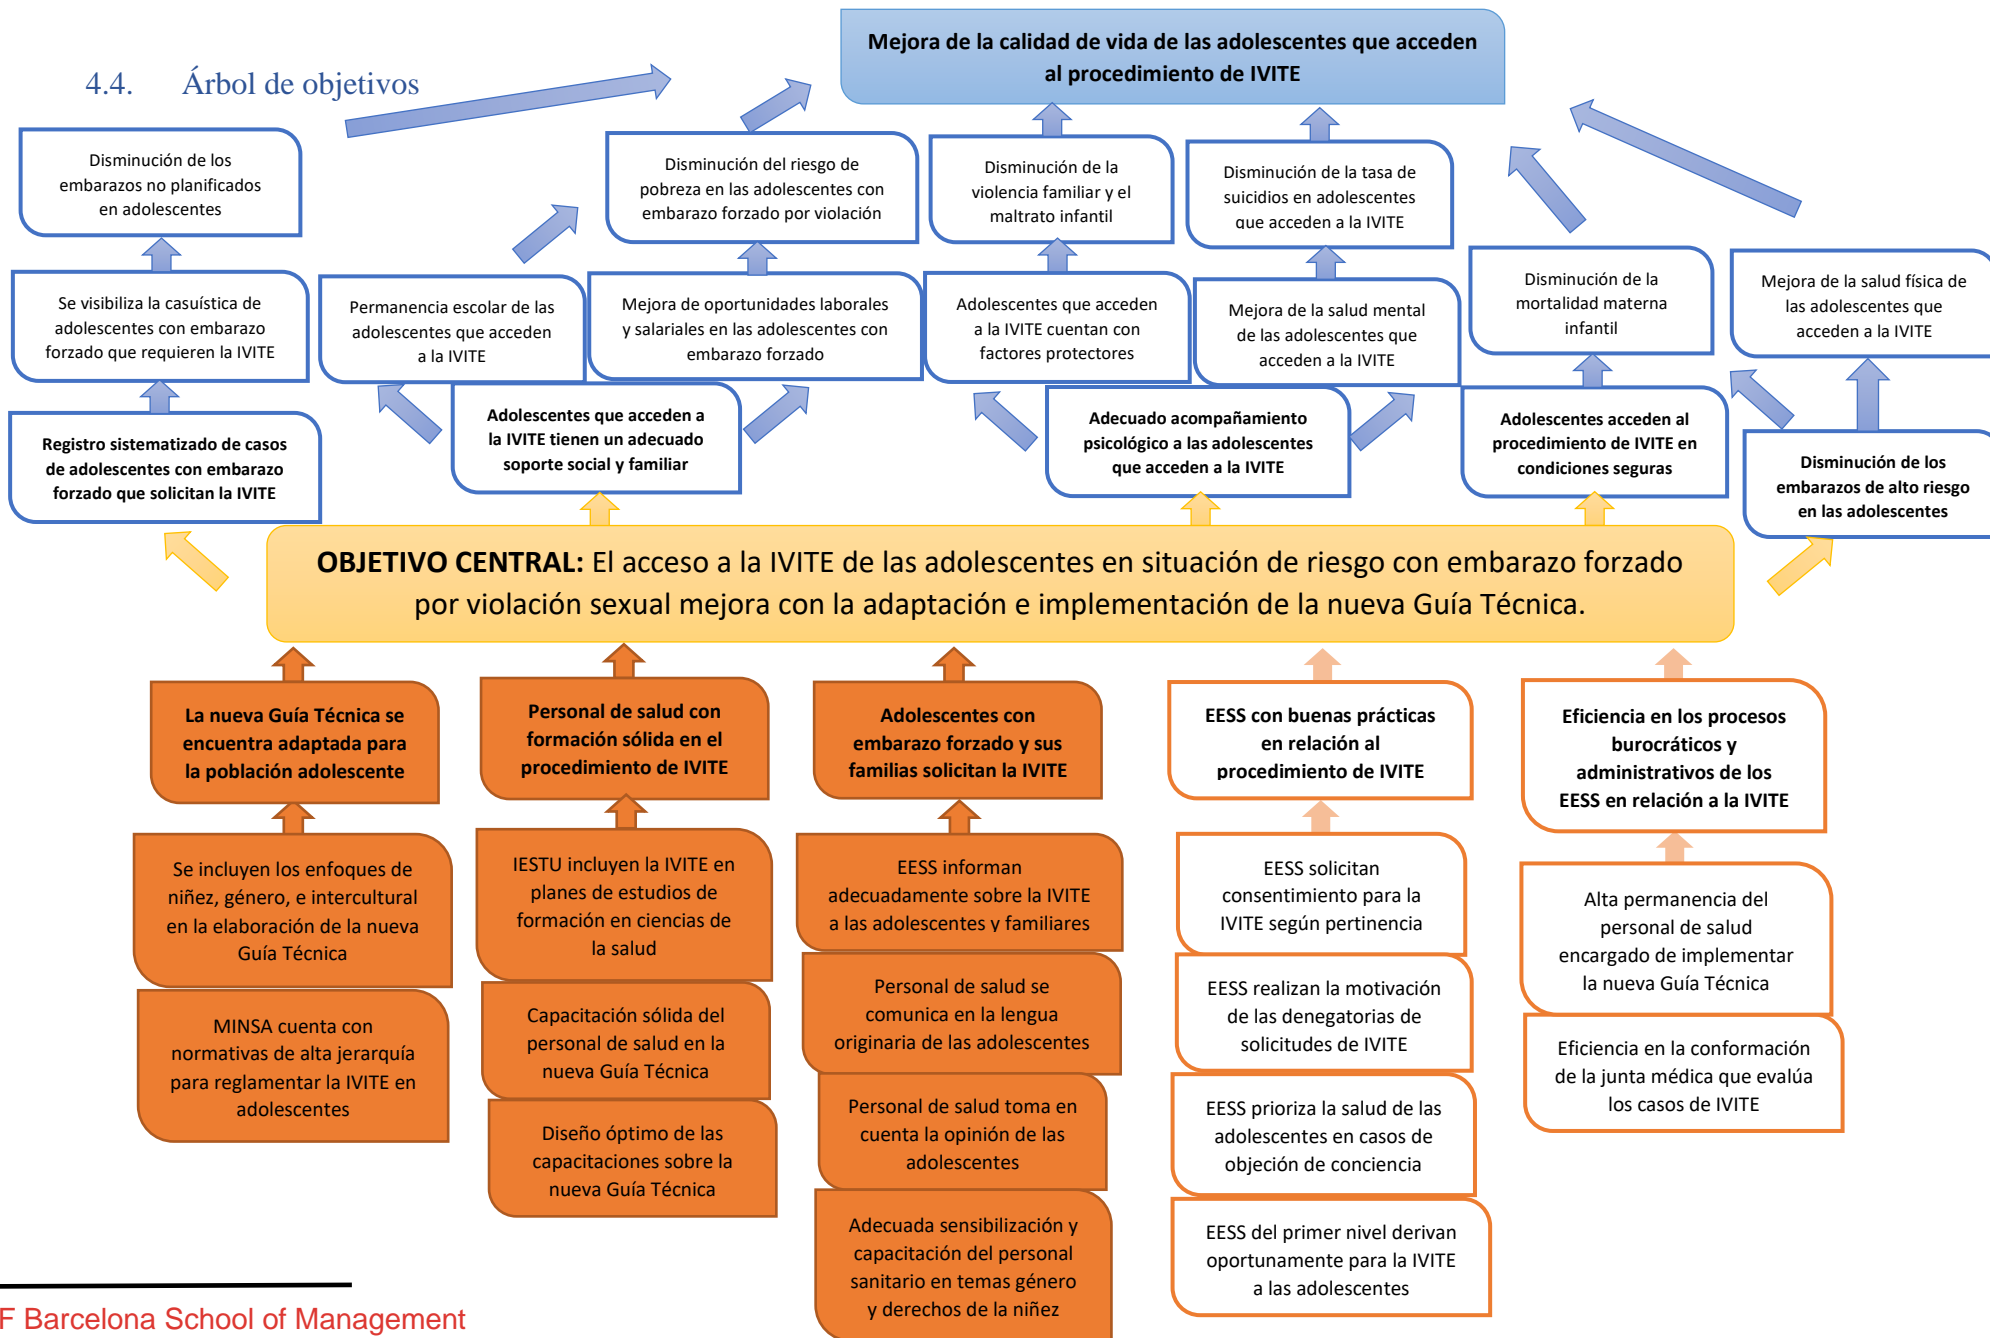 Mejora de la calidad de vida de las adolescentes que acceden
al procedimiento de IVITE
4.4. Árbol de objetivos
Disminución de los
embarazos no planificados
en adolescentes
Disminución del riesgo de
pobreza en las adolescentes con
embarazo forzado por violación
Disminución de la
violencia familiar y el
maltrato infantil
Disminución de la tasa de
suicidios en adolescentes
que acceden a la IVITE
Se visibiliza la casuística de
adolescentes con embarazo
forzado que requieren la IVITE
Permanencia escolar de las
adolescentes que acceden
a la IVITE
Mejora de oportunidades laborales
y salariales en las adolescentes con
embarazo forzado
Adolescentes que acceden
a la IVITE cuentan con
factores protectores
Mejora de la salud mental
de las adolescentes que
acceden a la IVITE
Disminución de la
mortalidad materna
infantil
Mejora de la salud física de
las adolescentes que
acceden a la IVITE
Registro sistematizado de casos
de adolescentes con embarazo
forzado que solicitan la IVITE
Adolescentes que acceden a
la IVITE tienen un adecuado
soporte social y familiar
Adecuado acompañamiento
psicológico a las adolescentes
que acceden a la IVITE
Adolescentes acceden al
procedimiento de IVITE en
condiciones seguras
Disminución de los
embarazos de alto riesgo
en las adolescentes
OBJETIVO CENTRAL: El acceso a la IVITE de las adolescentes en situación de riesgo con embarazo forzado
por violación sexual mejora con la adaptación e implementación de la nueva Guía Técnica.
La nueva Guía Técnica se
encuentra adaptada para
la población adolescente
Personal de salud con
formación sólida en el
procedimiento de IVITE
Adolescentes con
embarazo forzado y sus
familias solicitan la IVITE
EESS con buenas prácticas
en relación al
procedimiento de IVITE
Eficiencia en los procesos
burocráticos y
administrativos de los
EESS en relación a la IVITE
Se incluyen los enfoques de
niñez, género, e intercultural
en la elaboración de la nueva
Guía Técnica
MINSA cuenta con
normativas de alta jerarquía
para reglamentar la IVITE en
adolescentes
IESTU incluyen la IVITE en
planes de estudios de
formación en ciencias de
la salud
Capacitación sólida del
personal de salud en la
nueva Guía Técnica
Diseño óptimo de las
capacitaciones sobre la
nueva Guía Técnica
EESS informan
adecuadamente sobre la IVITE
a las adolescentes y familiares
Personal de salud se
comunica en la lengua
originaria de las adolescentes
Personal de salud toma en
cuenta la opinión de las
adolescentes
Adecuada sensibilización y
capacitación del personal
sanitario en temas género
y derechos de la niñez
EESS solicitan
consentimiento para la
IVITE según pertinencia
EESS realizan la motivación
de las denegatorias de
solicitudes de IVITE
EESS prioriza la salud de las
adolescentes en casos de
objeción de conciencia
EESS del primer nivel derivan
oportunamente para la IVITE
a las adolescentes
Alta permanencia del
personal de salud
encargado de implementar
la nueva Guía Técnica
Eficiencia en la conformación
de la junta médica que evalúa
los casos de IVITE
F Barcelona School of Management